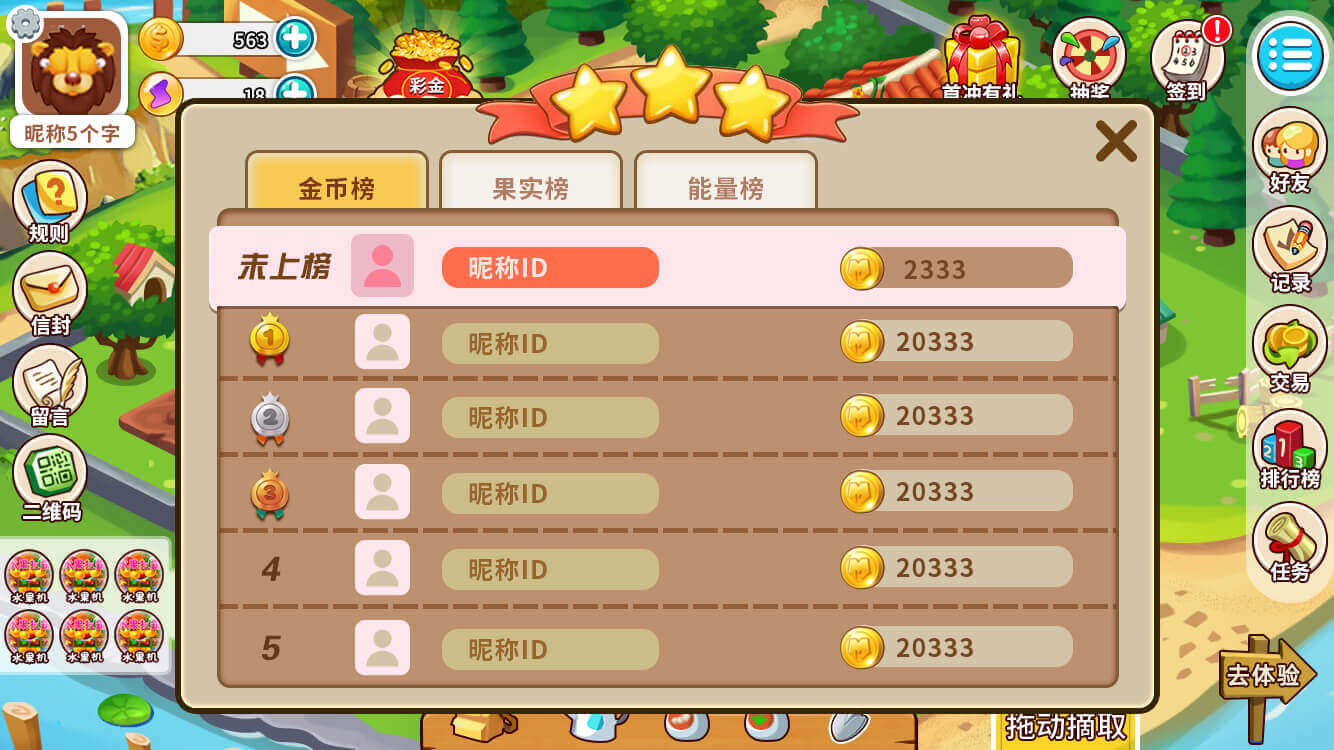 563
18
昵称5个字
彩金
首冲有礼
抽奖
签到
规则
信封
留言
二维码
水果机
水果机
水果机
水果机
水果机
水果机
金币榜
果实榜
能量榜
未上榜
昵称ID
2333
1
昵称ID
20333
2
昵称ID
20333
3
昵称ID
20333
4
昵称ID
20333
5
昵称ID
20333
好友
记录
交易
排行榜
任务
去体验
拖动摘取